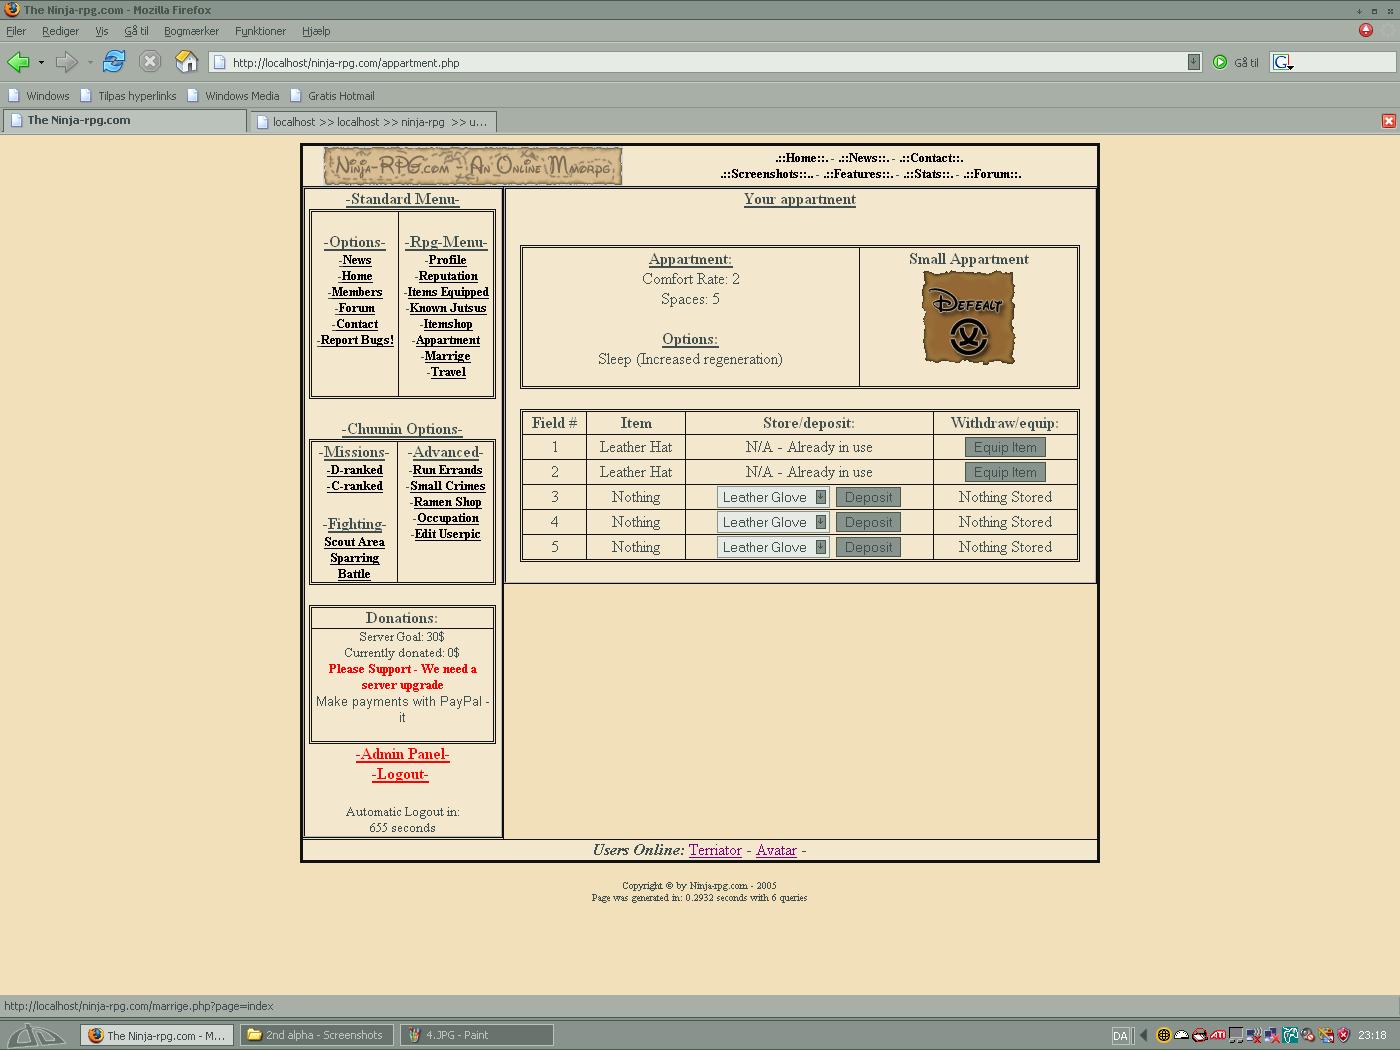 The Ninja-rpg.com - Mozilla Firefox
Filer Rediger Vis Gå til Bogmærker Funktioner Hjælp
http://localhost/ninja-rpg.com/appartment.php
Gå til
G
Windows Tilpas hyperlinks Windows Media Gratis Hotmail
The Ninja-rpg.com
localhost >> localhost >> ninja-rpg >> u...
Ninja-RPG.com - An Online Mmorpg
.::Home::. - .::News::. - .::Contact::.
.::Screenshots::.. - .::Features::. - .::Stats::. - .::Forum::.
-Standard Menu-
-Options-
-News
-Home
-Members
-Forum
-Contact
-Report Bugs!
-Rpg-Menu-
-Profile
-Reputation
-Items Equipped
-Known Jutsus
-Itemshop
-Appartment
-Marrige
-Travel
-Chuunin Options-
-Missions-
-D-ranked
-C-ranked
-Fighting-
Scout Area
Sparring
Battle
-Advanced-
-Run Errands
-Small Crimes
-Ramen Shop
-Occupation
-Edit Userpic
Donations:
Server Goal: 30$
Currently donated: 0$
Please Support - We need a
server upgrade
Make payments with PayPal -
it
-Admin Panel-
-Logout-
Automatic Logout in:
655 seconds
Your appartment
Appartment:
Comfort Rate: 2
Spaces: 5
Options:
Sleep (Increased regeneration)
Small Appartment
Defealt
Field # Item Store/deposit: Withdraw/equip:
1 Leather Hat N/A - Already in use Equip Item
2 Leather Hat N/A - Already in use Equip Item
3 Nothing Leather Glove Deposit Nothing Stored
4 Nothing Leather Glove Deposit Nothing Stored
5 Nothing Leather Glove Deposit Nothing Stored
Users Online: Terriator - Avatar -
Copyright © by Ninja-rpg.com - 2005
Page was generated in: 0.2932 seconds with 6 queries
http://localhost/ninja-rpg.com/marrige.php?page=index
The Ninja-rpg.com - M...
2nd alpha - Screenshots
4.JPG - Paint
DA
ATI
23:18